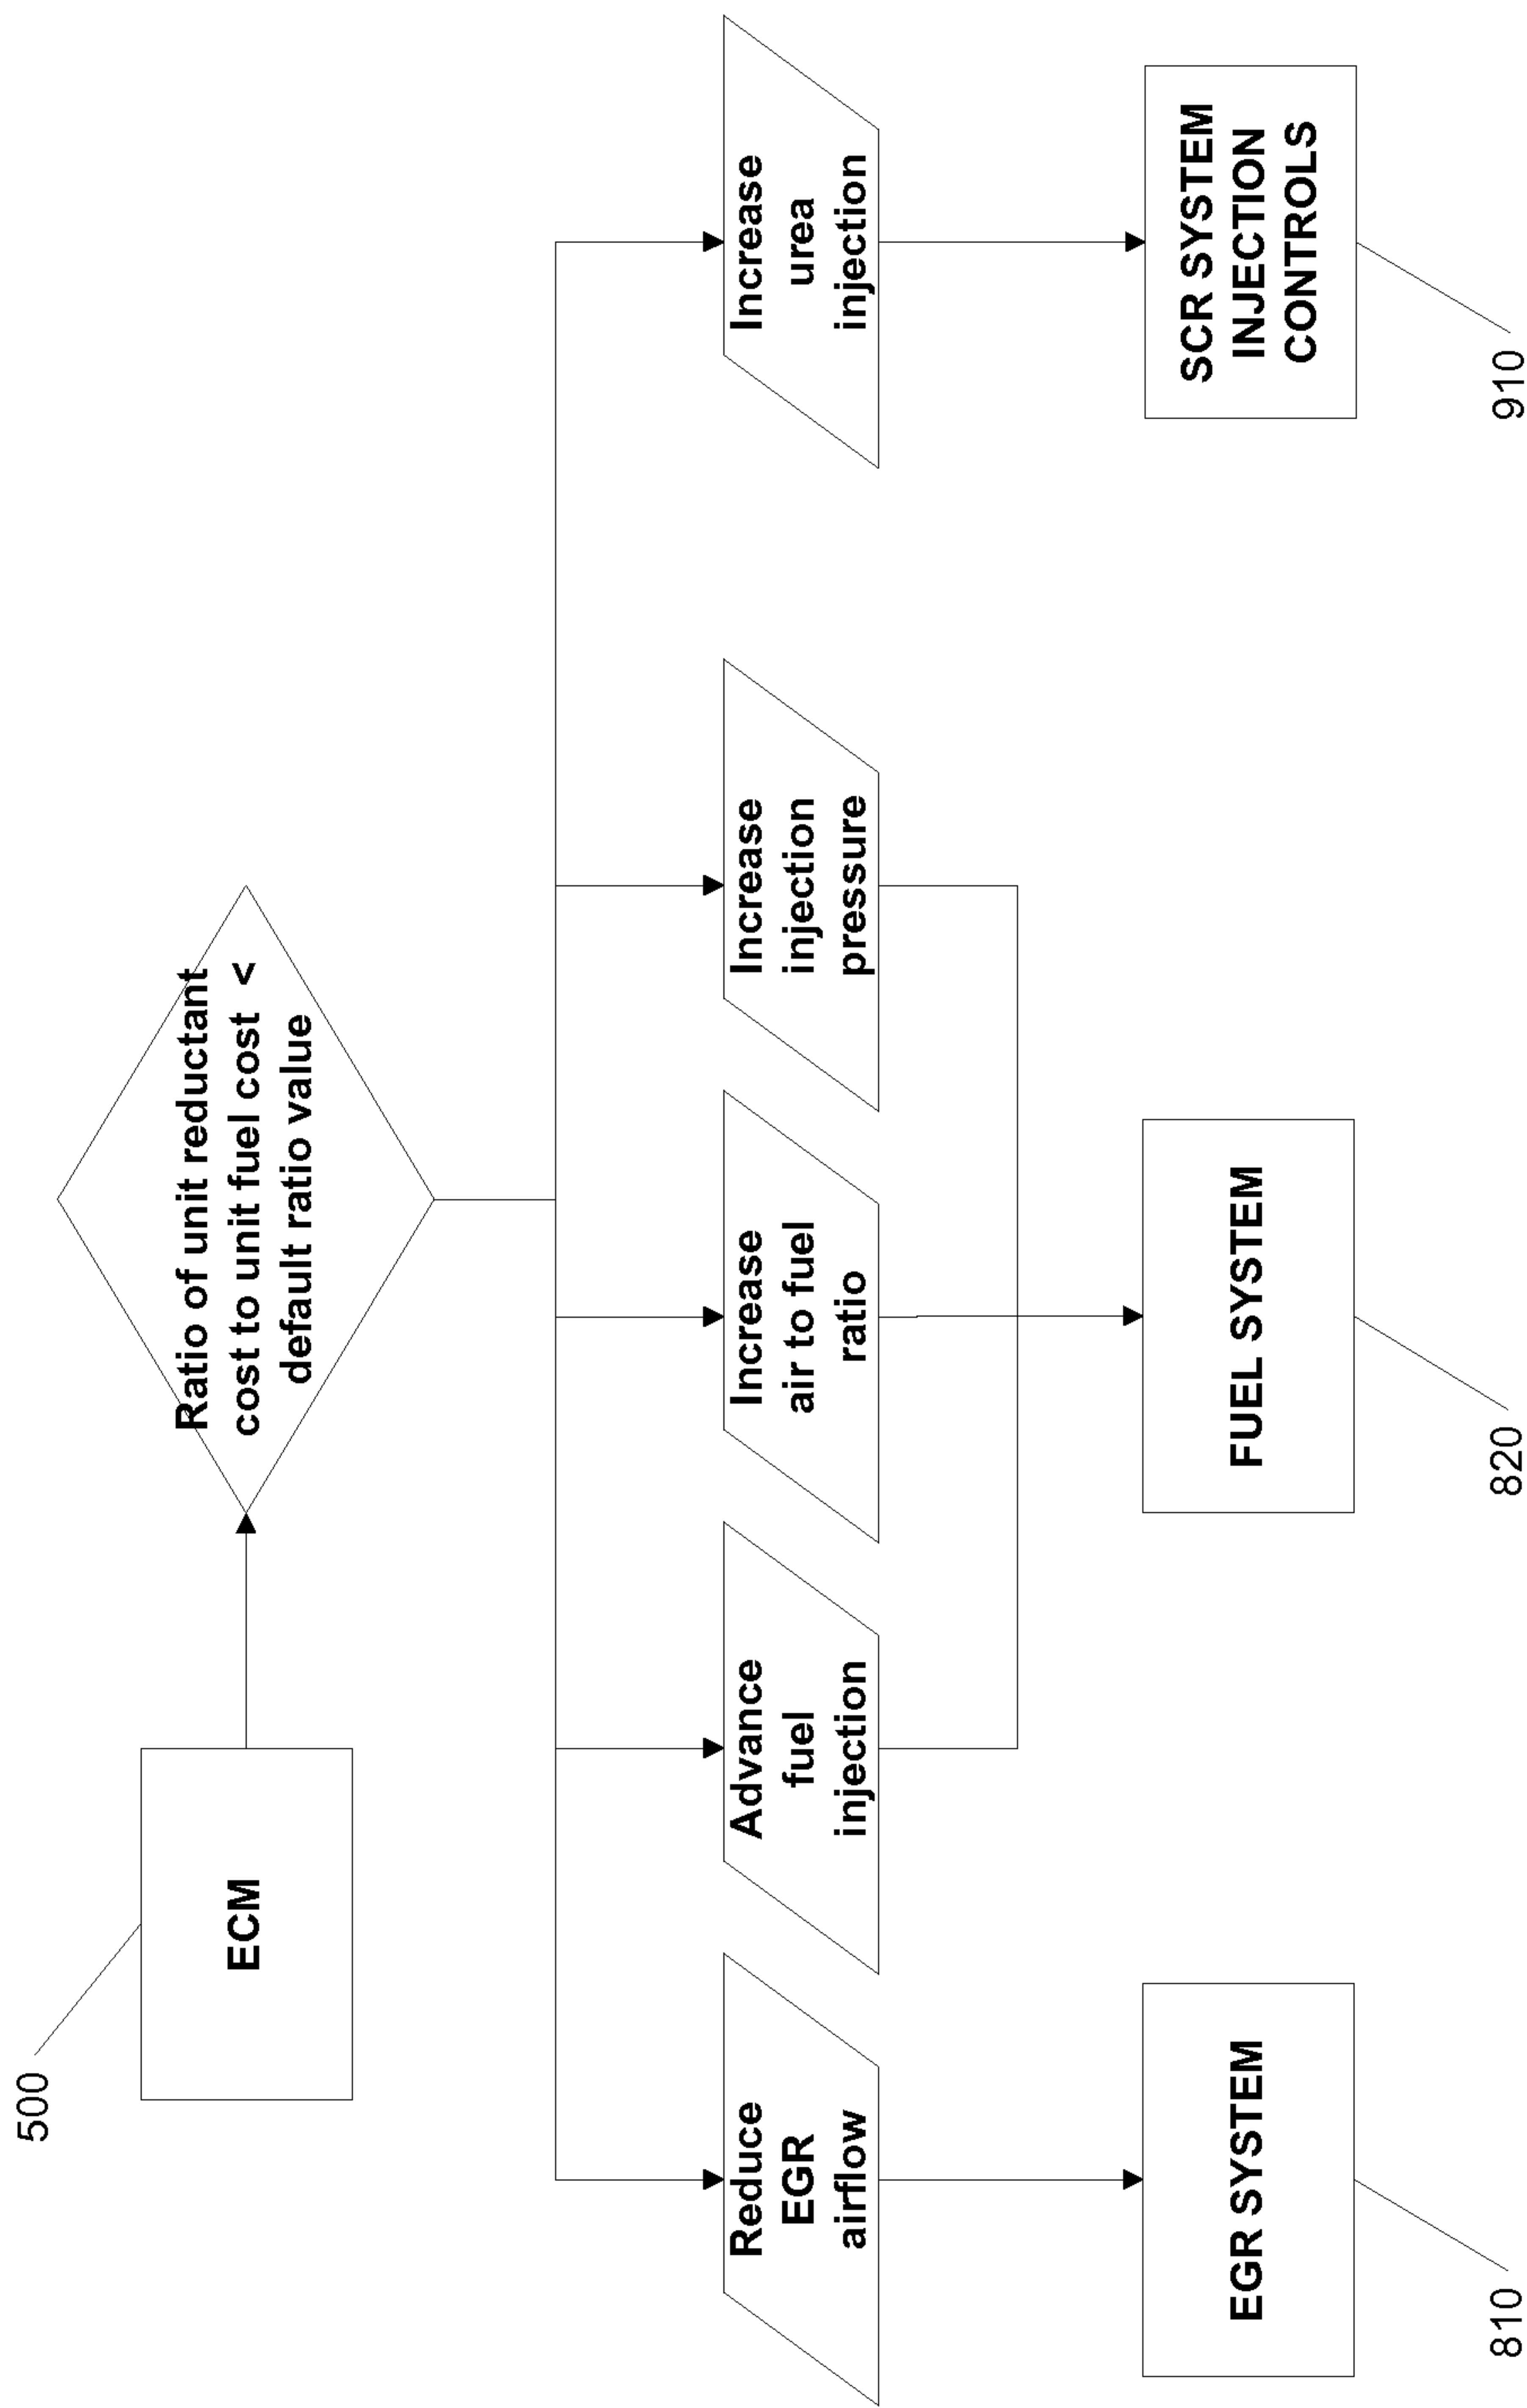 500
ECM
Ratio of unit reductant
cost to unit fuel cost <
default ratio value
Reduce
EGR
airflow
Advance
fuel
injection
Increase
air to fuel
ratio
Increase
injection
pressure
Increase
urea
injection
EGR SYSTEM
810
FUEL SYSTEM
820
SCR SYSTEM
INJECTION
CONTROLS
910